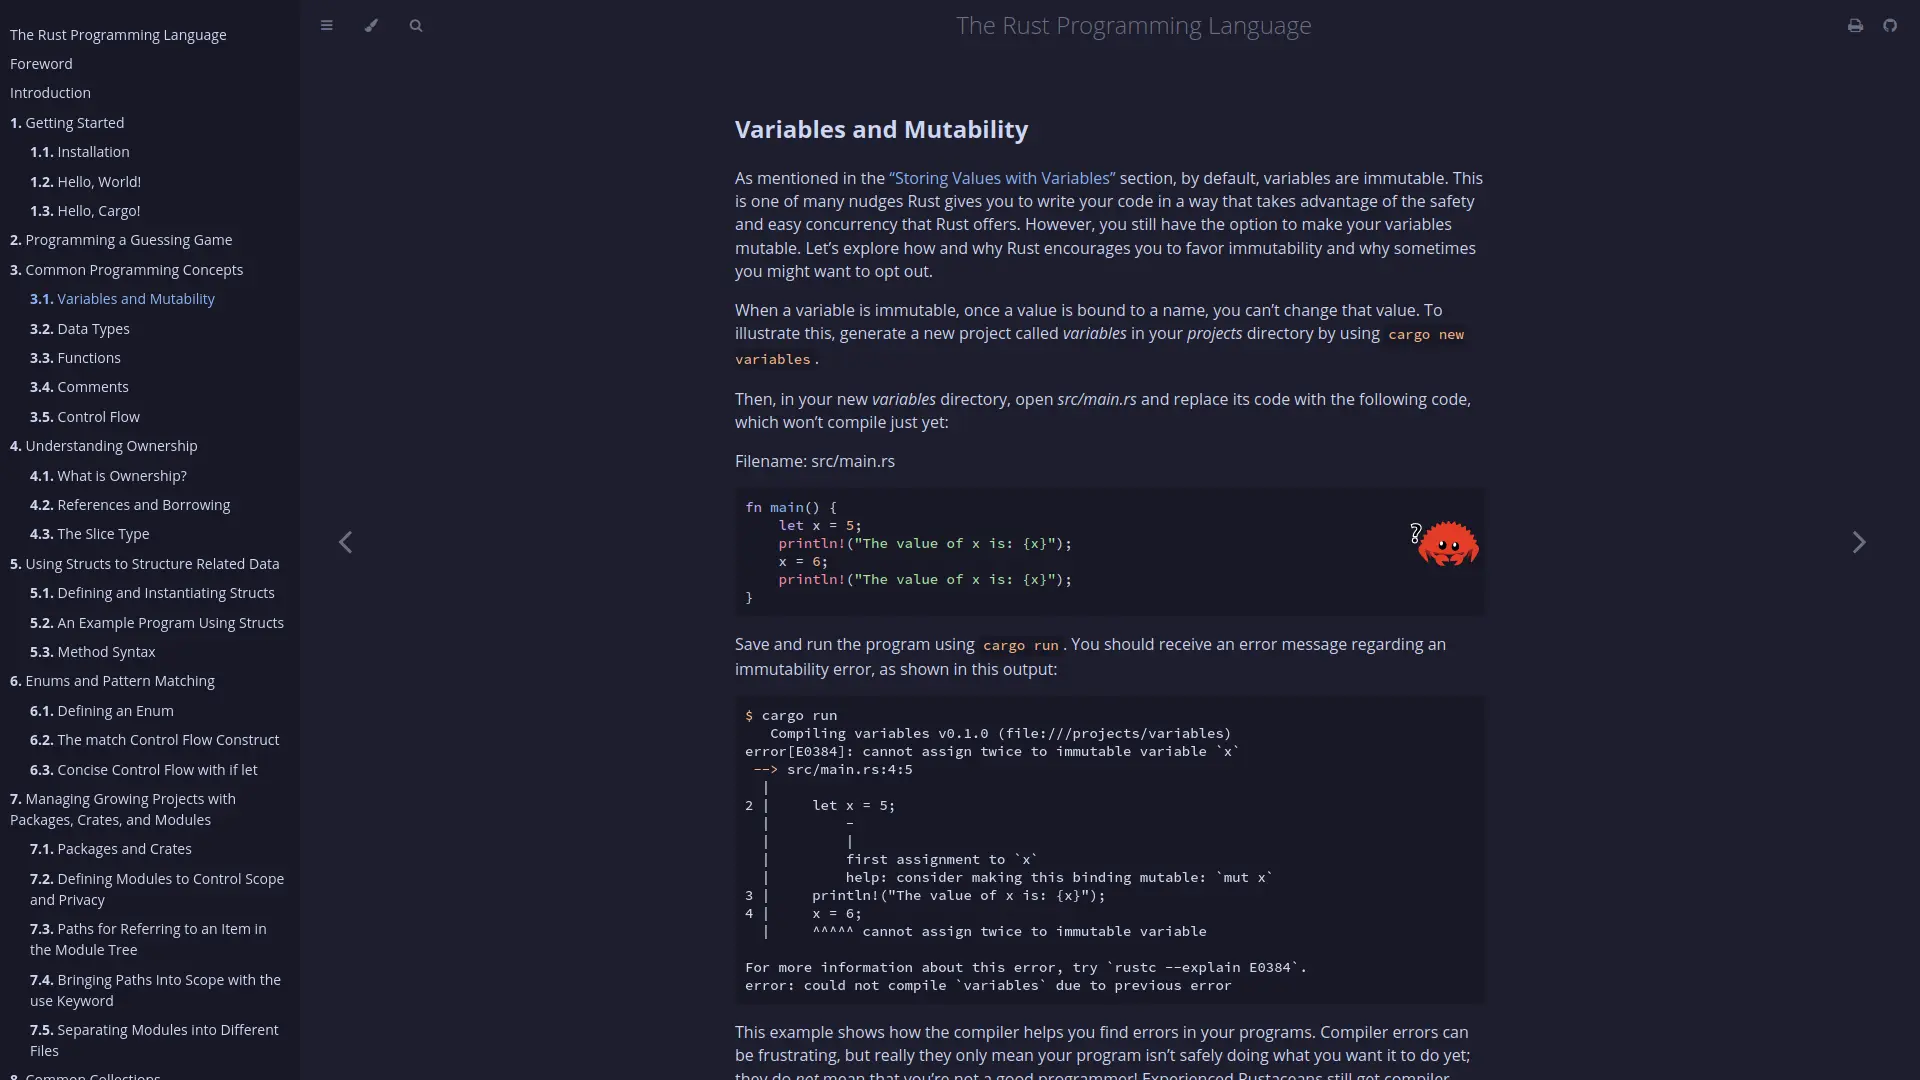 The Rust Programming Language
Foreword
Introduction
1. Getting Started
1.1. Installation
1.2. Hello, World!
1.3. Hello, Cargo!
2. Programming a Guessing Game
3. Common Programming Concepts
3.1. Variables and Mutability
3.2. Data Types
3.3. Functions
3.4. Comments
3.5. Control Flow
4. Understanding Ownership
4.1. What is Ownership?
4.2. References and Borrowing
4.3. The Slice Type
5. Using Structs to Structure Related Data
5.1. Defining and Instantiating Structs
5.2. An Example Program Using Structs
5.3. Method Syntax
6. Enums and Pattern Matching
6.1. Defining an Enum
6.2. The match Control Flow Construct
6.3. Concise Control Flow with if let
7. Managing Growing Projects with
Packages, Crates, and Modules
7.1. Packages and Crates
7.2. Defining Modules to Control Scope
and Privacy
7.3. Paths for Referring to an Item in
the Module Tree
7.4. Bringing Paths Into Scope with the
use Keyword
7.5. Separating Modules into Different
Files
8. Common Collections
The Rust Programming Language
Variables and Mutability
As mentioned in the “Storing Values with Variables” section, by default, variables are immutable. This
is one of many nudges Rust gives you to write your code in a way that takes advantage of the safety
and easy concurrency that Rust offers. However, you still have the option to make your variables
mutable. Let’s explore how and why Rust encourages you to favor immutability and why sometimes
you might want to opt out.
When a variable is immutable, once a value is bound to a name, you can’t change that value. To
illustrate this, generate a new project called variables in your projects directory by using cargo new
variables.
Then, in your new variables directory, open src/main.rs and replace its code with the following code,
which won’t compile just yet:
Filename: src/main.rs
fn main() {
    let x = 5;
    println!("The value of x is: {x}");
    x = 6;
    println!("The value of x is: {x}");
}
?
Save and run the program using cargo run. You should receive an error message regarding an
immutability error, as shown in this output:
$ cargo run
   Compiling variables v0.1.0 (file:///projects/variables)
error[E0384]: cannot assign twice to immutable variable `x`
 --> src/main.rs:4:5
  |
2 |     let x = 5;
  |         -
  |         |
  |         first assignment to `x`
  |         help: consider making this binding mutable: `mut x`
3 |     println!("The value of x is: {x}");
4 |     x = 6;
  |     ^^^^^ cannot assign twice to immutable variable

For more information about this error, try `rustc --explain E0384`.
error: could not compile `variables` due to previous error
This example shows how the compiler helps you find errors in your programs. Compiler errors can
be frustrating, but really they only mean your program isn’t safely doing what you want it to do yet;
they do not mean that you’re not a good programmer! Experienced Rustaceans still get compiler